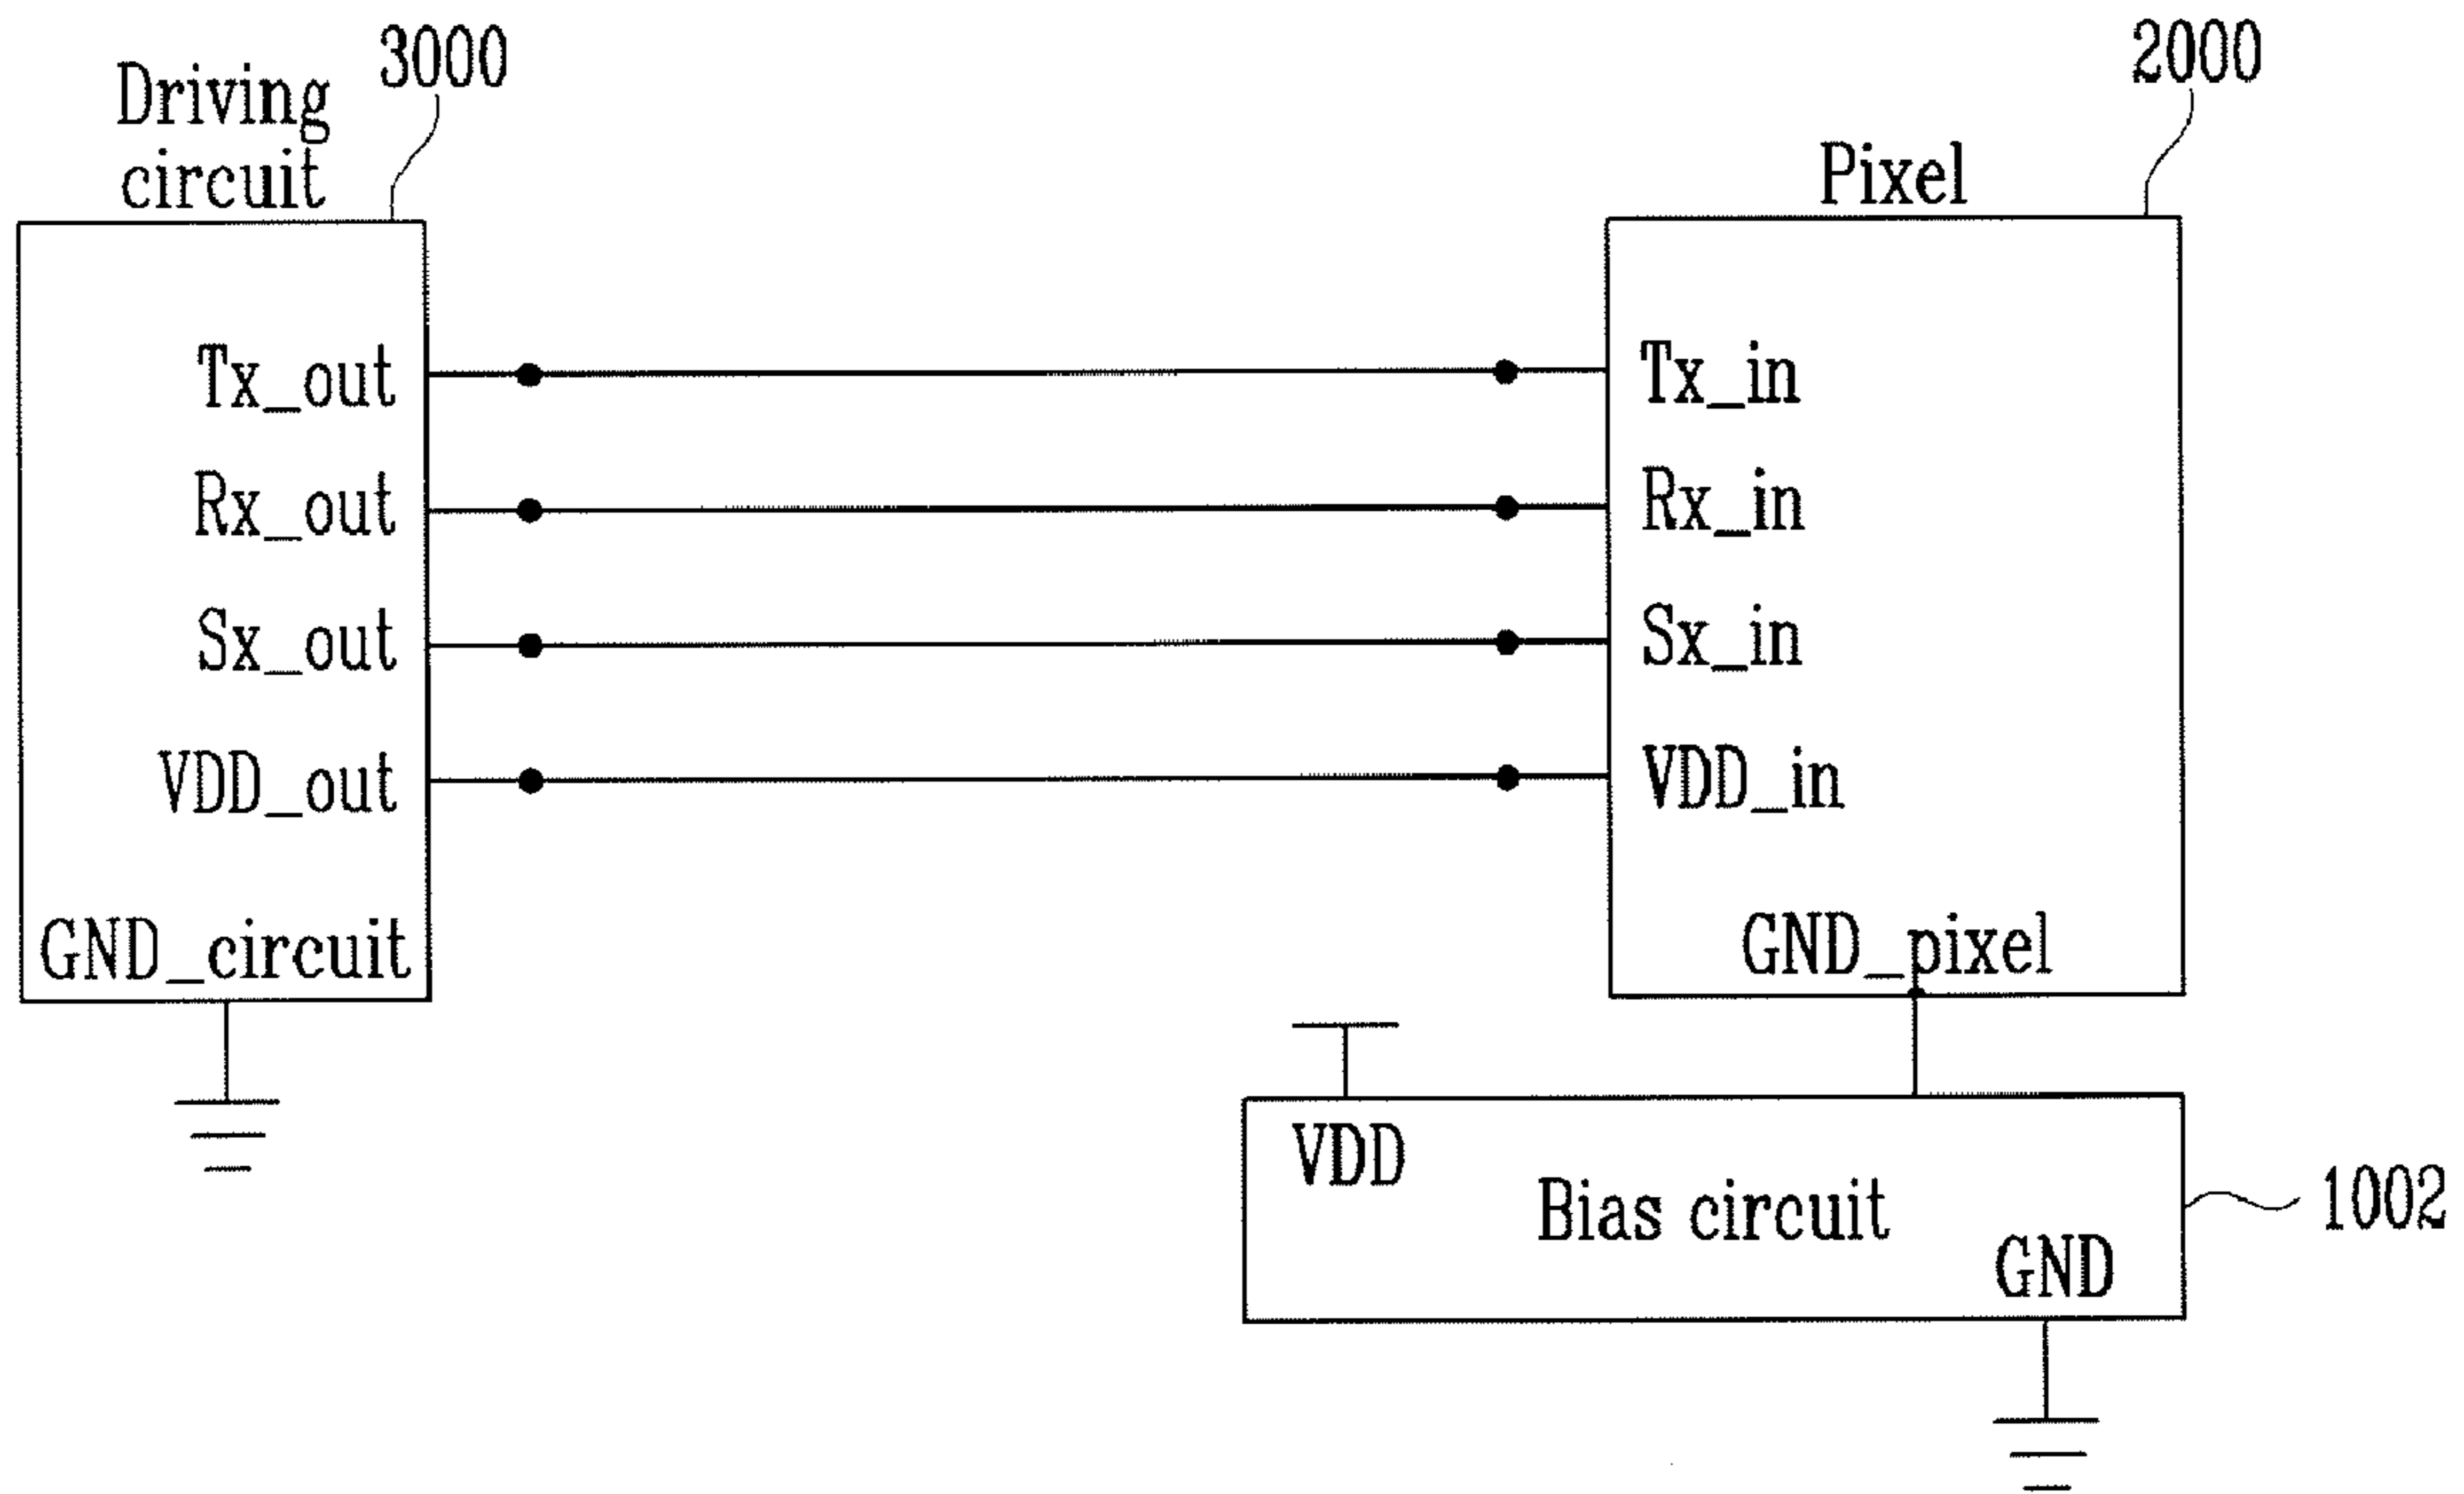 Driving
circuit
3000
Tx_out
Rx_out
Sx_out
VDD_out
GND_circuit
Pixel
2000
Tx_in
Rx_in
Sx_in
VDD_in
GND_pixel
VDD
Bias circuit
GND
1002